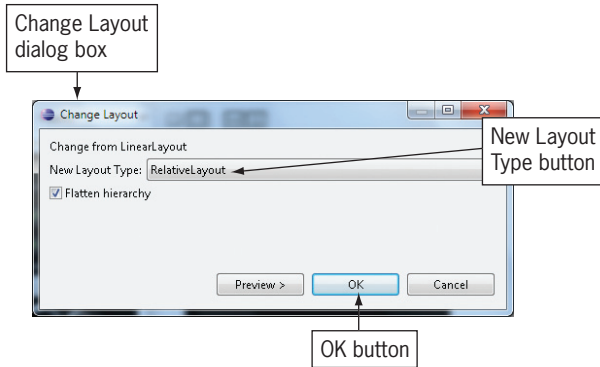 Change Layout
dialog box
Change Layout
Change from LinearLayout
New Layout Type: RelativeLayout
New Layout
Type button
Flatten hierarchy
Preview >
OK
Cancel
OK button